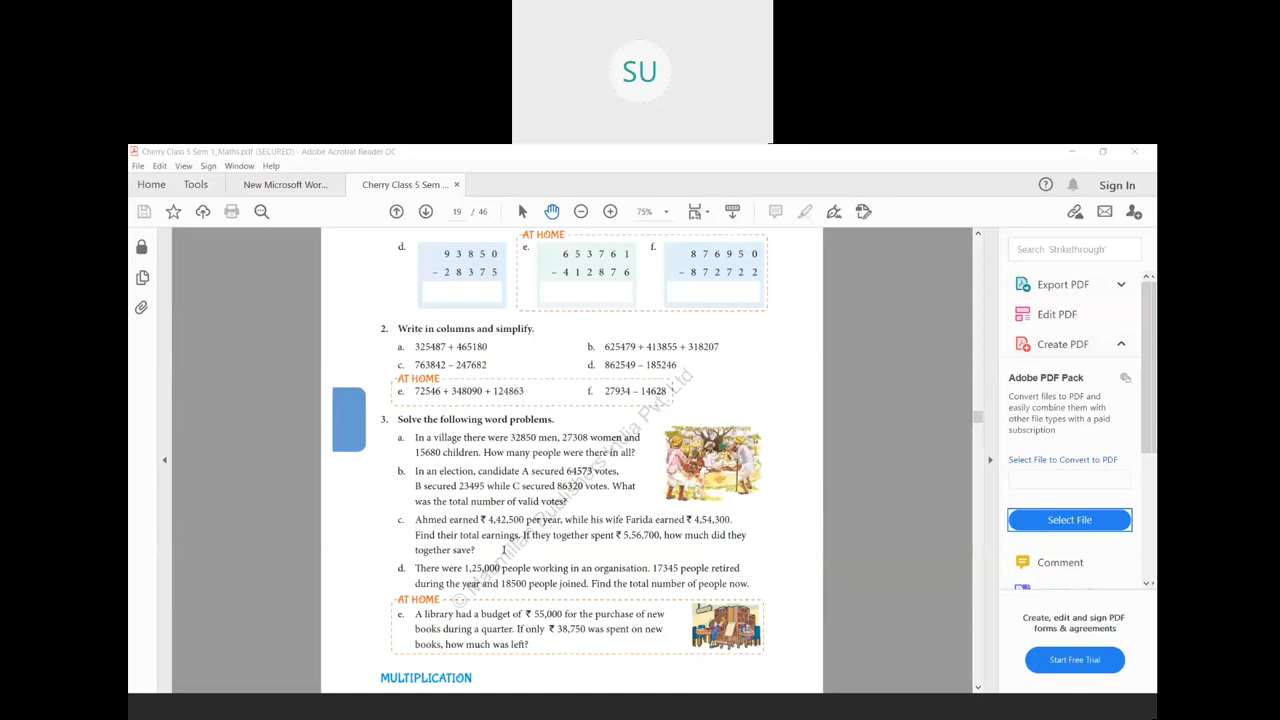 SU
Cherry Class 5 Sem 1_Maths.pdf (SECURED) - Adobe Acrobat Reader DC
File Edit View Sign Window Help
Home Tools New Microsoft Wor... Cherry Class 5 Sem ... × Sign In
19 / 46 75%
AT HOME
d. e. f.
9 3 8 5 0 6 5 3 7 6 1 8 7 6 9 5 0
– 2 8 3 7 5 – 4 1 2 8 7 6 – 8 7 2 7 2 2
2. Write in columns and simplify.
a. 325487 + 465180 b. 625479 + 413855 + 318207
c. 763842 – 247682 d. 862549 – 185246
AT HOME
e. 72546 + 348090 + 124863 f. 27934 – 14628
3. Solve the following word problems.
a. In a village there were 32850 men, 27308 women and
15680 children. How many people were there in all?
b. In an election, candidate A secured 64573 votes,
B secured 23495 while C secured 86320 votes. What
was the total number of valid votes?
c. Ahmed earned ₹ 4,42,500 per year, while his wife Farida earned ₹ 4,54,300.
Find their total earnings. If they together spent ₹ 5,56,700, how much did they
together save?
d. There were 1,25,000 people working in an organisation. 17345 people retired
during the year and 18500 people joined. Find the total number of people now.
AT HOME
e. A library had a budget of ₹ 55,000 for the purchase of new
books during a quarter. If only ₹ 38,750 was spent on new
books, how much was left?
MULTIPLICATION
© Macmillan Publishers India Pvt. Ltd
Search 'Strikethrough'
Export PDF
Edit PDF
Create PDF
Adobe PDF Pack
Convert files to PDF and
easily combine them with
other file types with a paid
subscription
Select File to Convert to PDF
Select File
Comment
Create, edit and sign PDF
forms & agreements
Start Free Trial